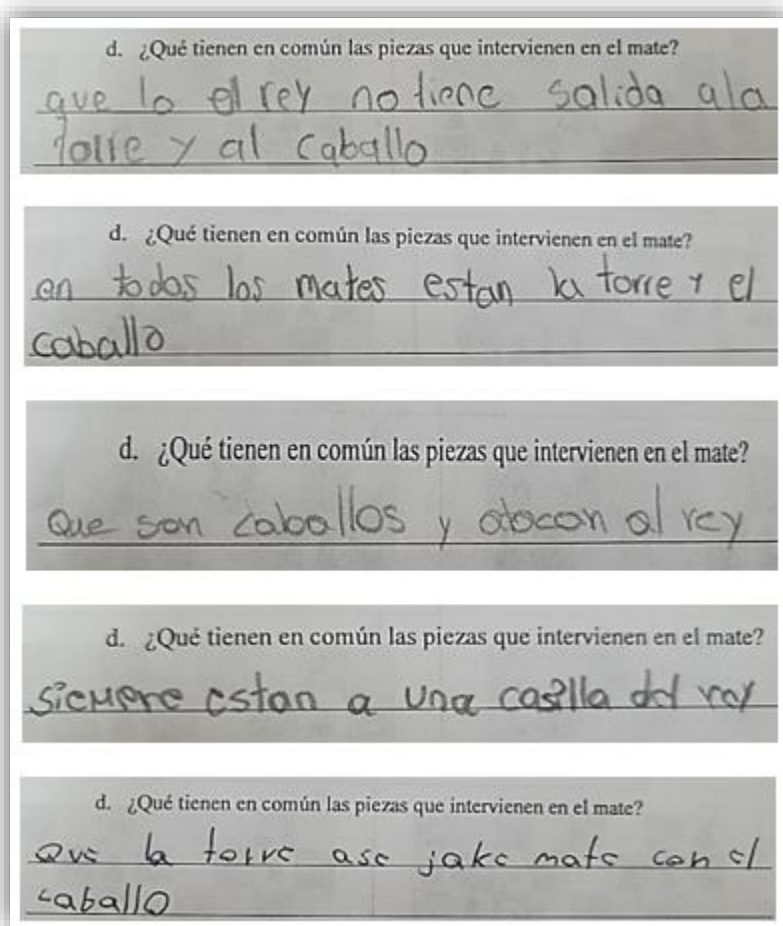 d. ¿Qué tienen en común las piezas que intervienen en el mate?
que lo el rey no tiene salida ala
torre y al caballo
d. ¿Qué tienen en común las piezas que intervienen en el mate?
en todos los mates estan la torre y el
caballo
d. ¿Qué tienen en común las piezas que intervienen en el mate?
Que son caballos y atacan al rey
d. ¿Qué tienen en común las piezas que intervienen en el mate?
siempre estan a una casilla del rey
d. ¿Qué tienen en común las piezas que intervienen en el mate?
Que la torre ase jake mate con el
caballo